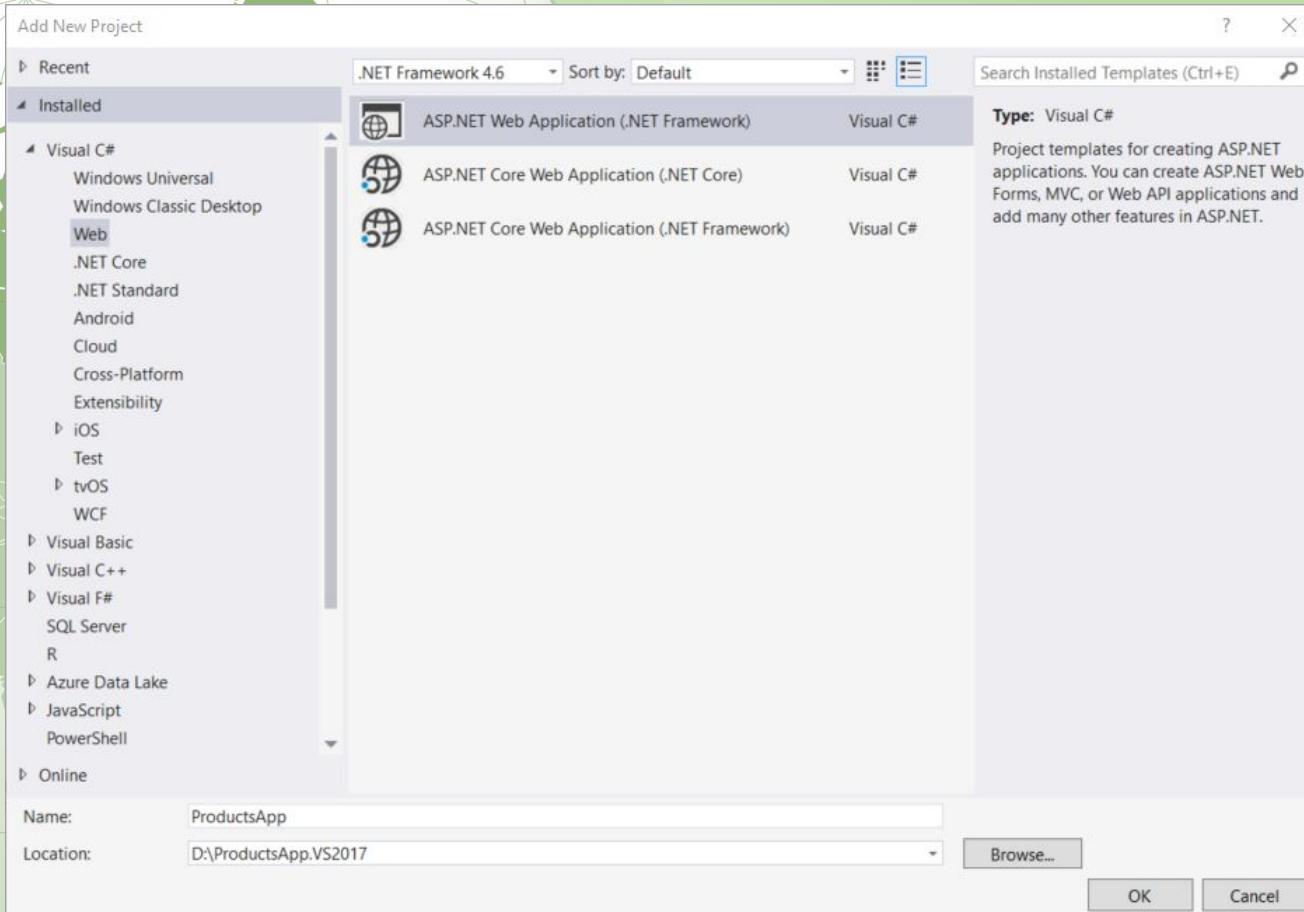 Add New Project
?
Recent
.NET Framework 4.6
Sort by: Default
Search Installed Templates (Ctrl+E)
Installed
Visual C#
Windows Universal
Windows Classic Desktop
Web
.NET Core
.NET Standard
Android
Cloud
Cross-Platform
Extensibility
iOS
Test
tvOS
WCF
Visual Basic
Visual C++
Visual F#
SQL Server
R
Azure Data Lake
JavaScript
PowerShell
Online
ASP.NET Web Application (.NET Framework) Visual C#
ASP.NET Core Web Application (.NET Core) Visual C#
ASP.NET Core Web Application (.NET Framework) Visual C#
Type: Visual C#
Project templates for creating ASP.NET
applications. You can create ASP.NET Web
Forms, MVC, or Web API applications and
add many other features in ASP.NET.
Name: ProductsApp
Location: D:\ProductsApp.VS2017
Browse...
OK
Cancel